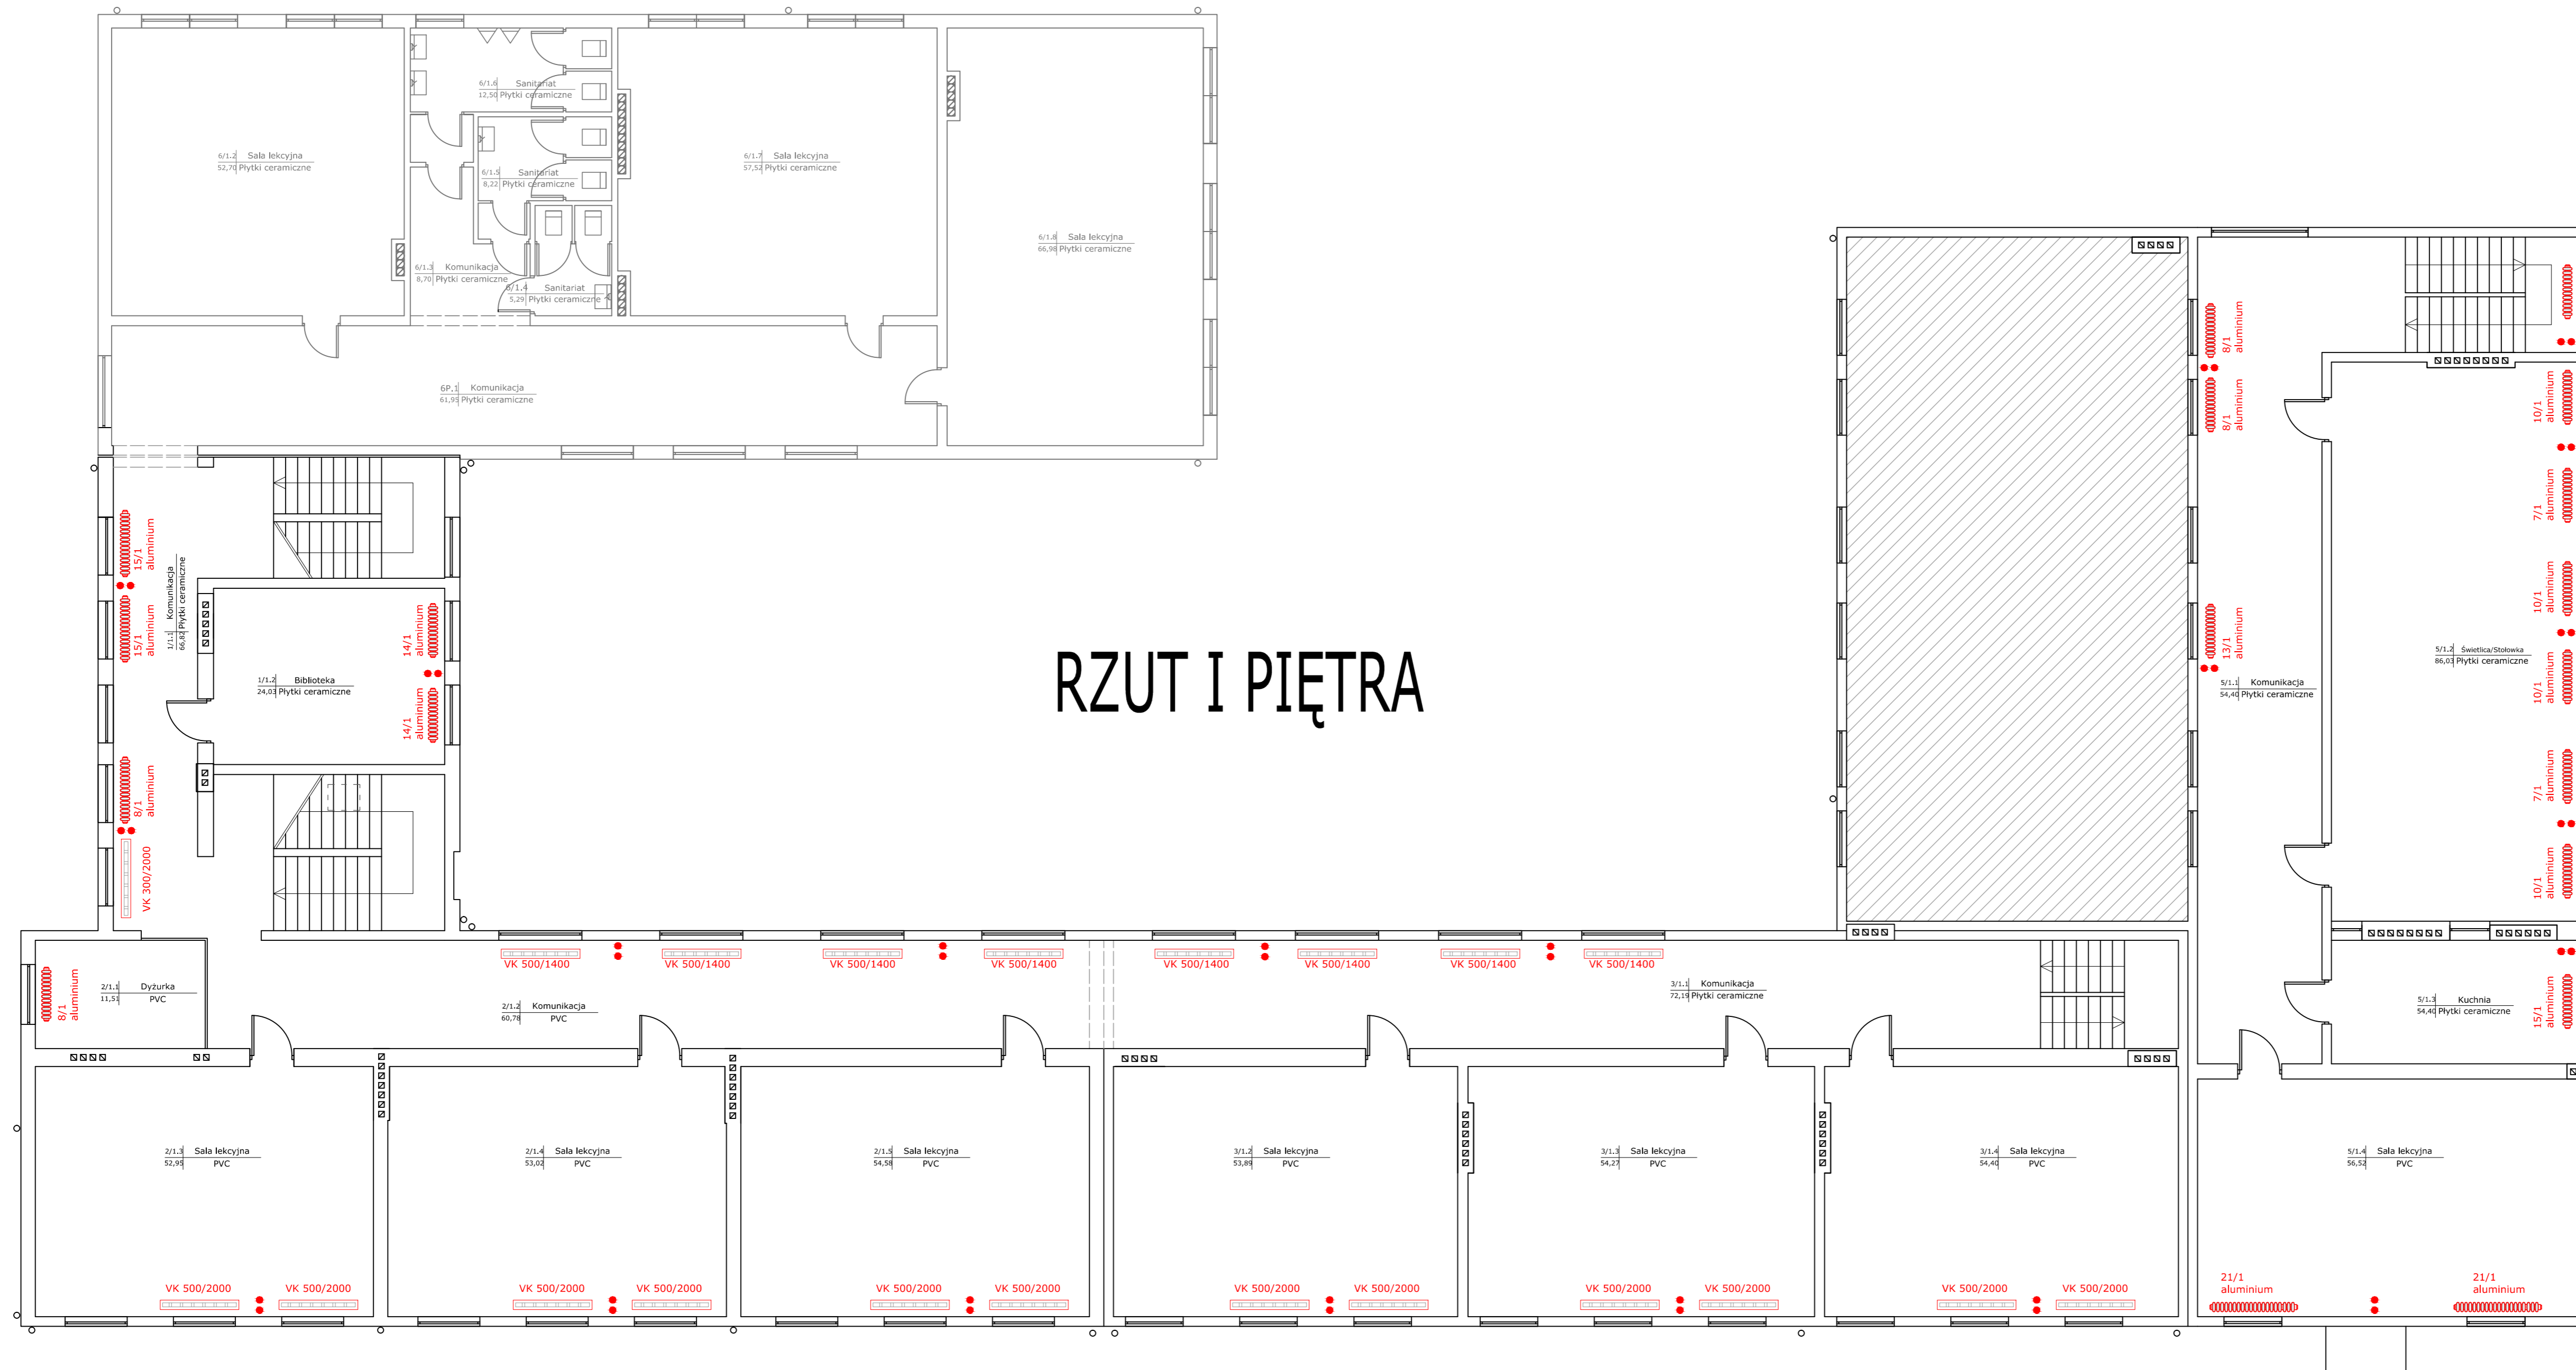 6/1.6 Sanitariat
12,50 Płytki ceramiczne
6/1.2 Sala lekcyjna
52,70 Płytki ceramiczne
6/1.5 Sanitariat
8,22 Płytki ceramiczne
6/1.7 Sala lekcyjna
57,52 Płytki ceramiczne
6/1.8 Sala lekcyjna
66,98 Płytki ceramiczne
6/1.3 Komunikacja
8,70 Płytki ceramiczne
6/1.4 Sanitariat
5,29 Płytki ceramiczne
6P.1 Komunikacja
61,95 Płytki ceramiczne
15/1
aluminium
15/1
aluminium
1/1.1 Komunikacja
66,82 Płytki ceramiczne
14/1
aluminium
1/1.2 Biblioteka
24,03 Płytki ceramiczne
14/1
aluminium
8/1
aluminium
VK 300/2000
RZUT I PIĘTRA
8/1
aluminium
8/1
aluminium
13/1
aluminium
5/1.1 Komunikacja
54,40 Płytki ceramiczne
10/1
aluminium
7/1
aluminium
10/1
aluminium
5/1.2 Świetlica/Stołowka
86,03 Płytki ceramiczne
10/1
aluminium
7/1
aluminium
10/1
aluminium
5/1.3 Kuchnia
54,40 Płytki ceramiczne
15/1
aluminium
8/1
aluminium
2/1.1 Dyżurka
11,51 PVC
VK 500/1400
VK 500/1400
VK 500/1400
VK 500/1400
VK 500/1400
VK 500/1400
VK 500/1400
VK 500/1400
2/1.2 Komunikacja
60,78 PVC
3/1.1 Komunikacja
72,19 Płytki ceramiczne
2/1.3 Sala lekcyjna
52,95 PVC
2/1.4 Sala lekcyjna
53,02 PVC
2/1.5 Sala lekcyjna
54,58 PVC
3/1.2 Sala lekcyjna
53,89 PVC
3/1.3 Sala lekcyjna
54,27 PVC
3/1.4 Sala lekcyjna
54,40 PVC
5/1.4 Sala lekcyjna
56,52 PVC
VK 500/2000
VK 500/2000
VK 500/2000
VK 500/2000
VK 500/2000
VK 500/2000
VK 500/2000
VK 500/2000
VK 500/2000
VK 500/2000
VK 500/2000
VK 500/2000
21/1
aluminium
21/1
aluminium